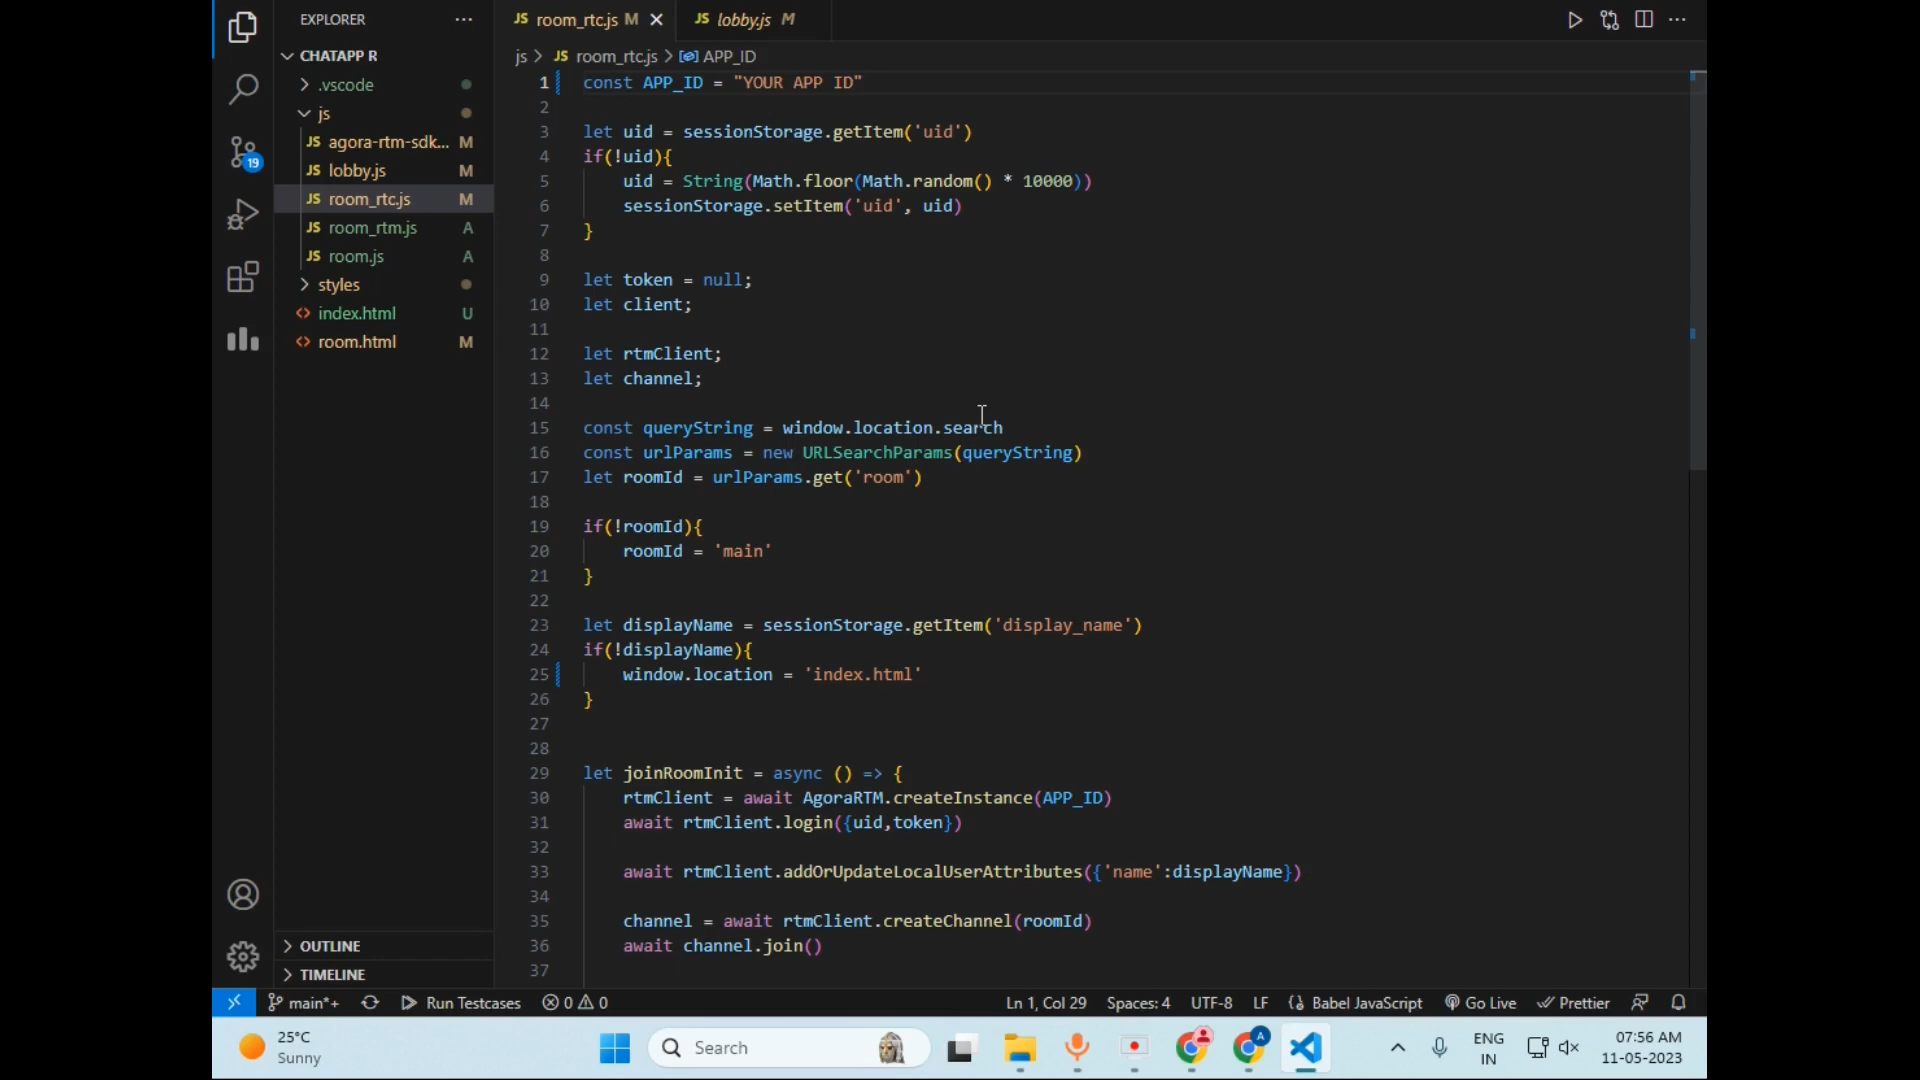 EXPLORER
CHATAPP R
.vscode
js
JS agora-rtm-sdk... M
JS lobby.js M
JS room_rtc.js M
JS room_rtm.js A
JS room.js A
styles
<> index.html U
<> room.html M
OUTLINE
TIMELINE
JS room_rtc.js M
JS lobby.js M
js > JS room_rtc.js > APP_ID
1 const APP_ID = "YOUR APP ID"
2
3 let uid = sessionStorage.getItem('uid')
4 if(!uid){
5 uid = String(Math.floor(Math.random() * 10000))
6 sessionStorage.setItem('uid', uid)
7 }
8
9 let token = null;
10 let client;
11
12 let rtmClient;
13 let channel;
14
15 const queryString = window.location.search
16 const urlParams = new URLSearchParams(queryString)
17 let roomId = urlParams.get('room')
18
19 if(!roomId){
20 roomId = 'main'
21 }
22
23 let displayName = sessionStorage.getItem('display_name')
24 if(!displayName){
25 window.location = 'index.html'
26 }
27
28
29 let joinRoomInit = async () => {
30 rtmClient = await AgoraRTM.createInstance(APP_ID)
31 await rtmClient.login({uid,token})
32
33 await rtmClient.addOrUpdateLocalUserAttributes({'name':displayName})
34
35 channel = await rtmClient.createChannel(roomId)
36 await channel.join()
37
19
main*+ Run Testcases 0 0 Ln 1, Col 29 Spaces: 4 UTF-8 LF Babel JavaScript Go Live Prettier
25°C
Sunny
Search
A
ENG
IN
07:56 AM
11-05-2023